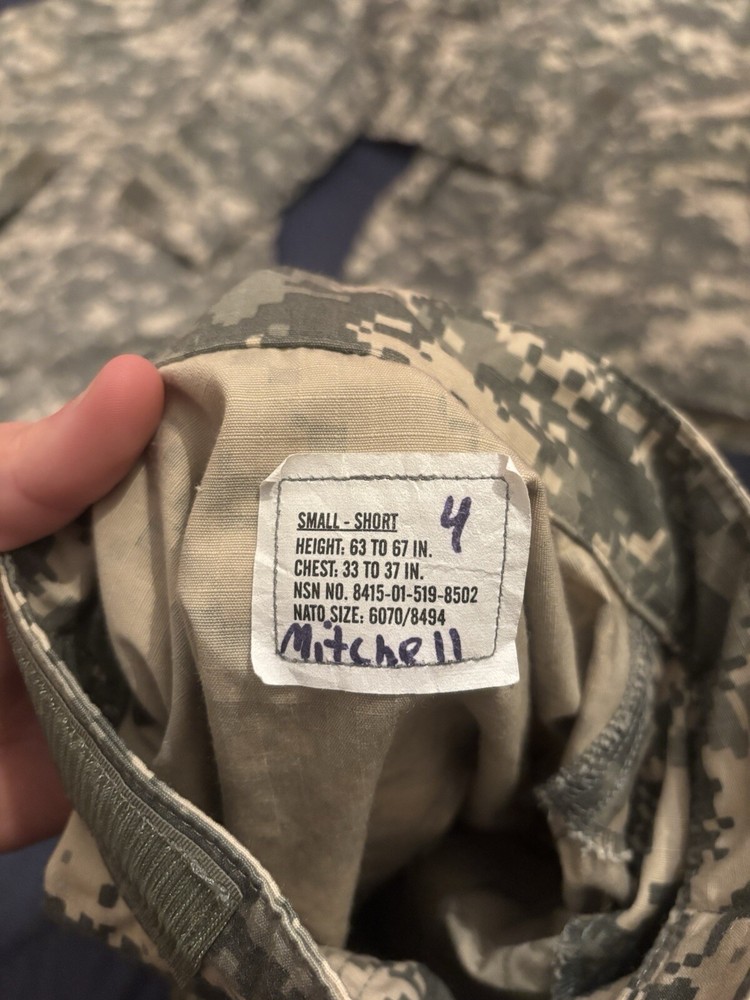 SMALL - SHORT 4
HEIGHT: 63 TO 67 IN.
CHEST: 33 TO 37 IN.
NSN NO. 8415-01-519-8502
NATO SIZE: 6070/8494
Mitchell